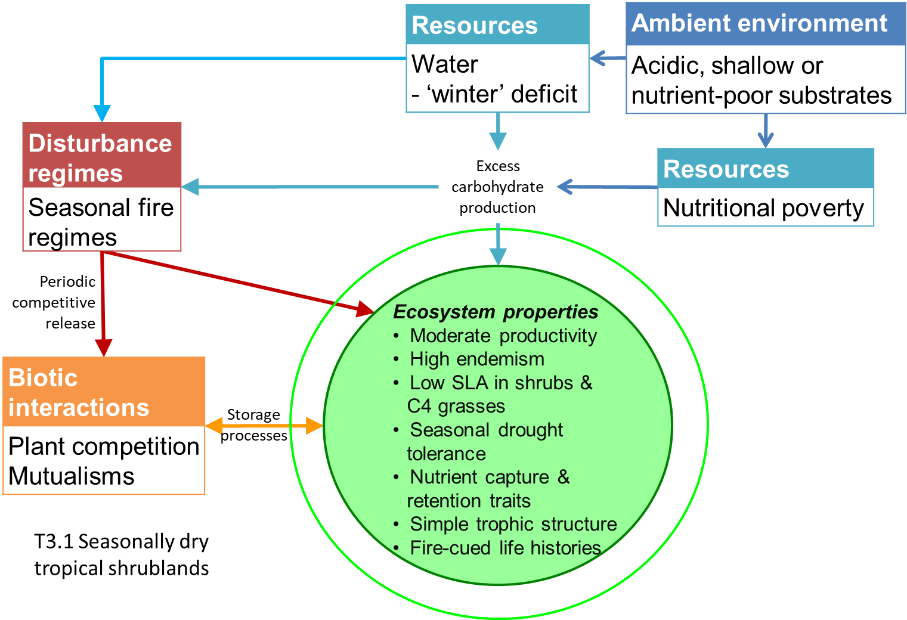 Resources
Water
- ‘winter’ deficit
Ambient environment
Acidic, shallow or
nutrient-poor substrates
Disturbance
regimes
Seasonal fire
regimes
Excess
carbohydrate
production
Resources
Nutritional poverty
Periodic
competitive
release
Biotic
interactions
Plant competition
Mutualisms
Storage
processes
Ecosystem properties
• Moderate productivity
• High endemism
• Low SLA in shrubs &
C4 grasses
• Seasonal drought
tolerance
• Nutrient capture &
retention traits
• Simple trophic structure
• Fire-cued life histories
T3.1 Seasonally dry
tropical shrublands